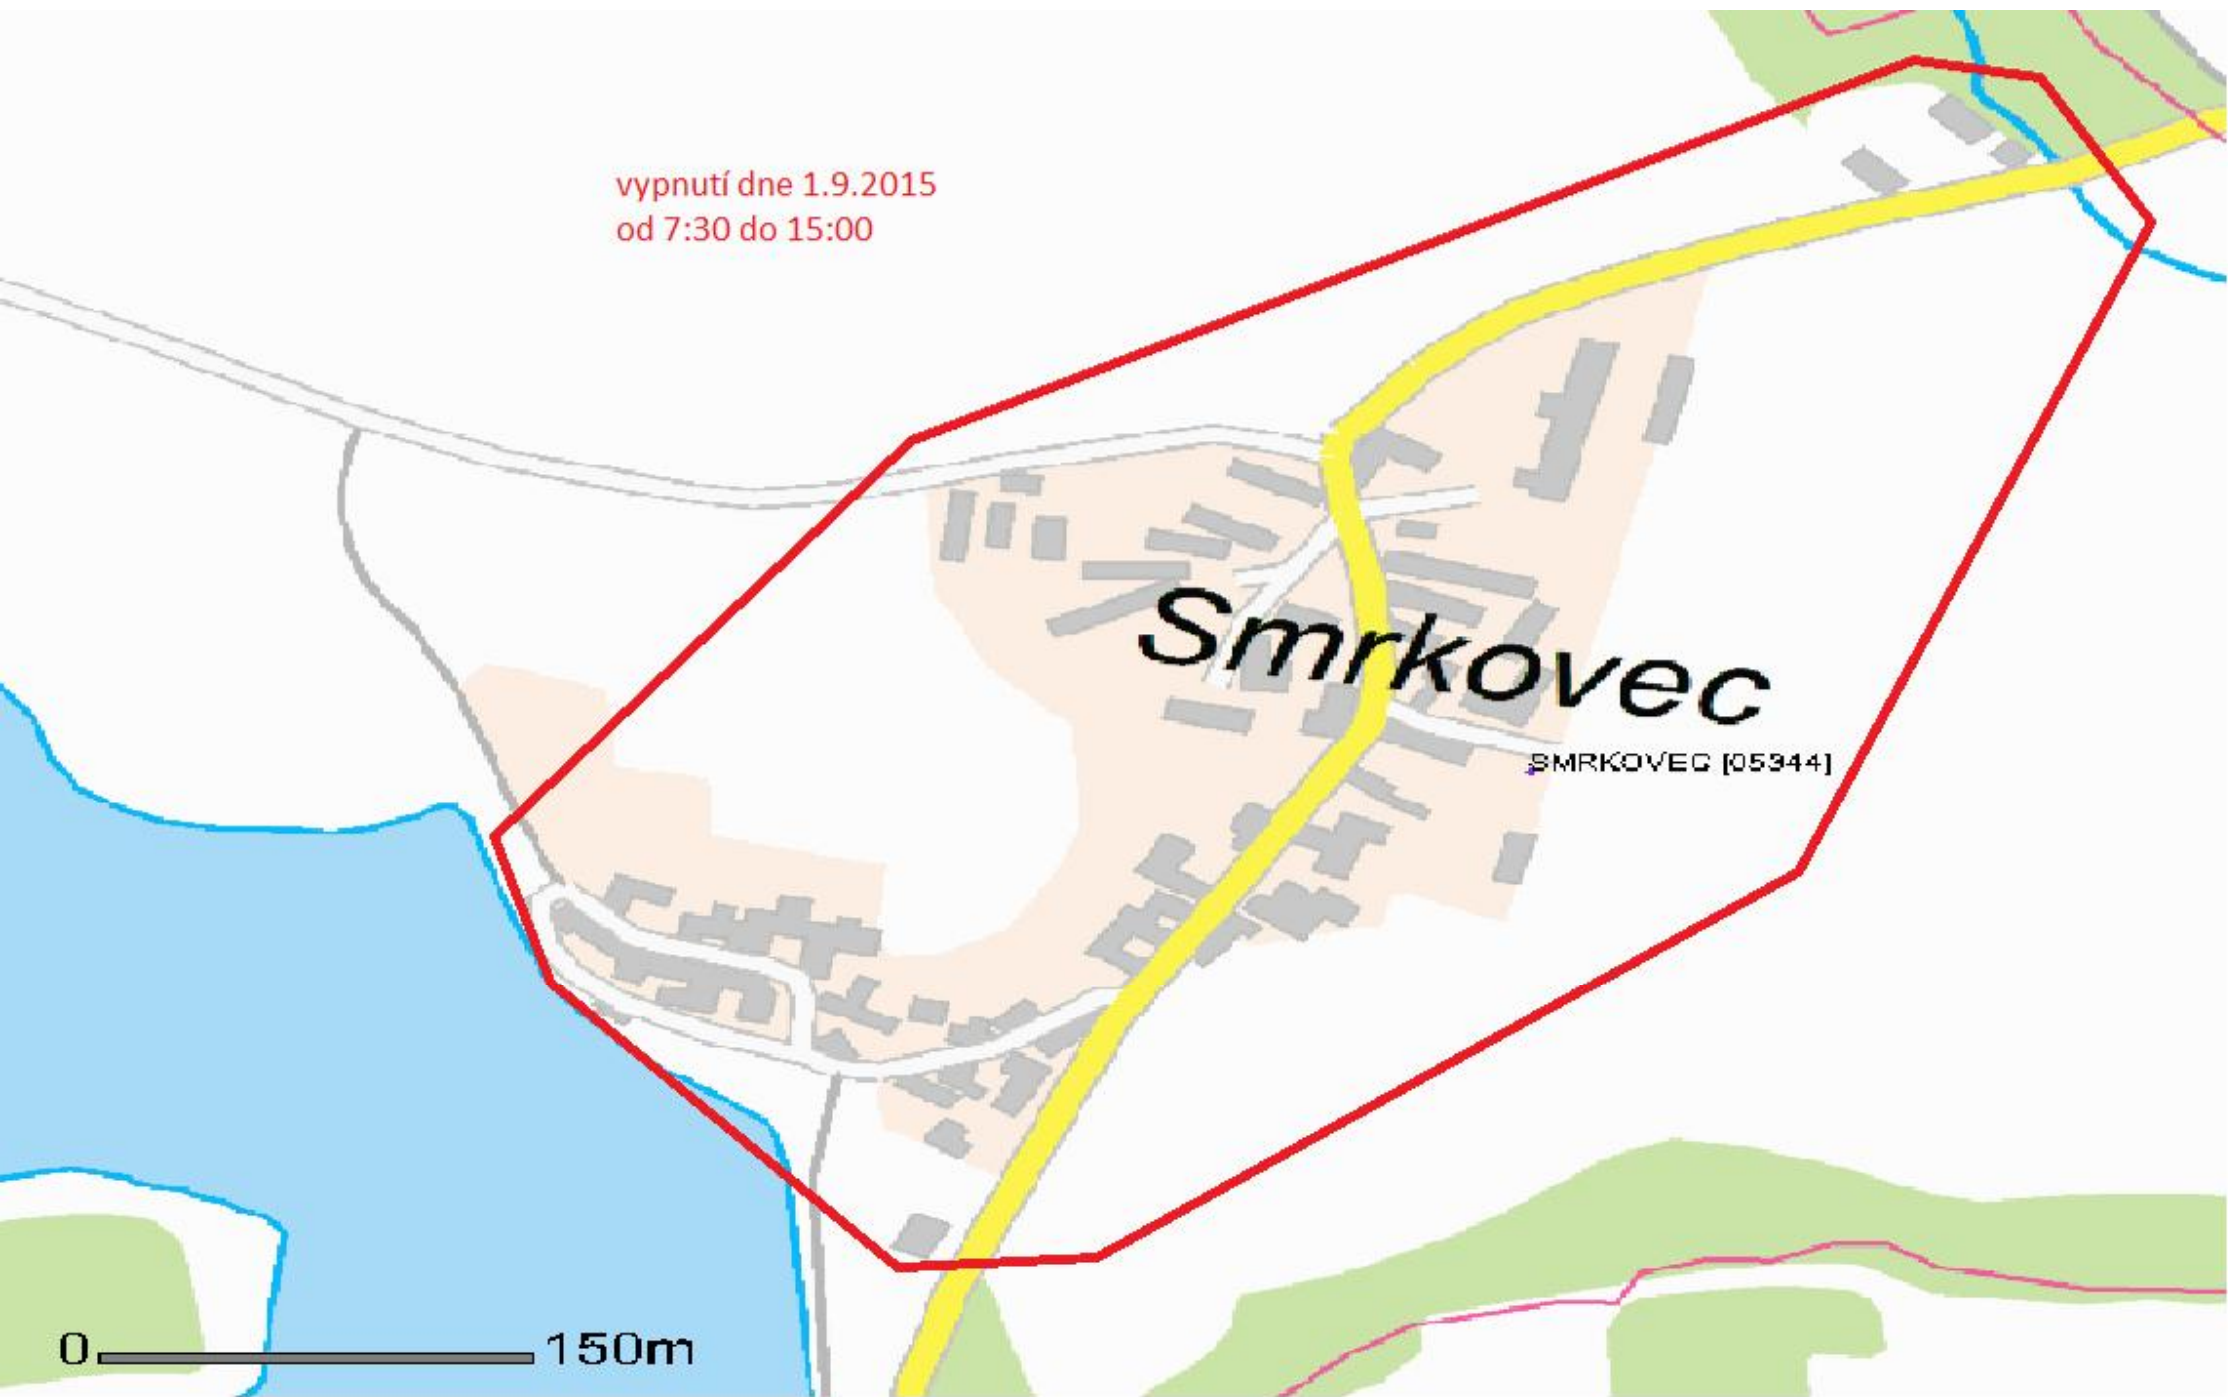 vypnutí dne 1.9.2015
od 7:30 do 15:00
Smrkovec
SMRKOVEC [05344]
0 150m